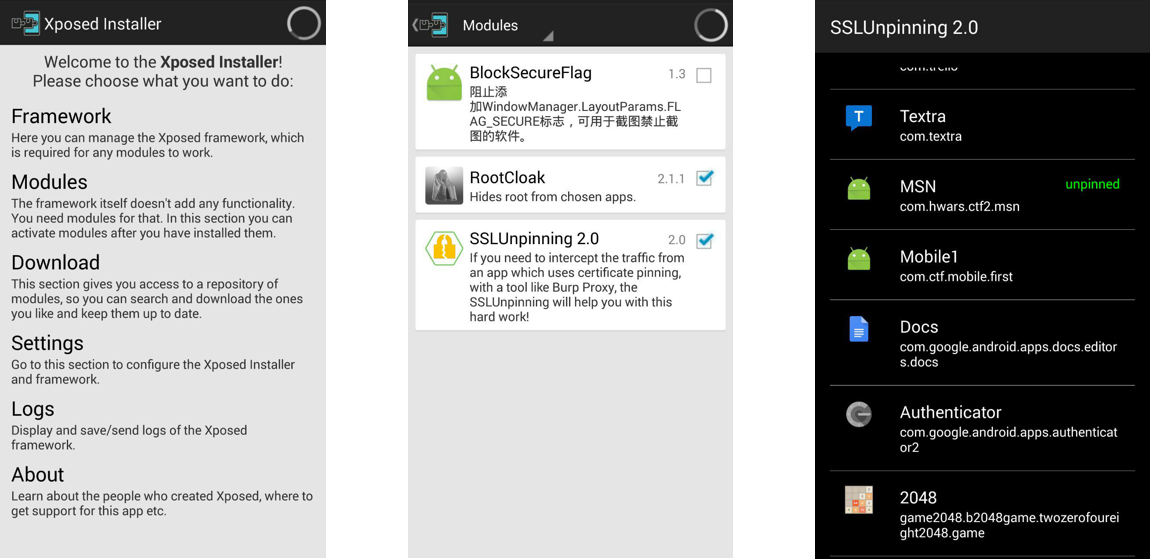 Xposed Installer
Welcome to the Xposed Installer!
Please choose what you want to do:
Framework
Here you can manage the Xposed framework, which
is required for any modules to work.
Modules
The framework itself doesn't add any functionality.
You need modules for that. In this section you can
activate modules after you have installed them.
Download
This section gives you access to a repository of
modules, so you can search and download the ones
you like and keep them up to date.
Settings
Go to this section to configure the Xposed Installer
and framework.
Logs
Display and save/send logs of the Xposed
framework.
About
Learn about the people who created Xposed, where to
get support for this app etc.
Modules
BlockSecureFlag 1.3
阻止添
加WindowManager.LayoutParams.FL
AG_SECURE标志，可用于截图禁止截
图的软件。
RootCloak 2.1.1
Hides root from chosen apps.
SSLUnpinning 2.0 2.0
If you need to intercept the traffic from
an app which uses certificate pinning,
with a tool like Burp Proxy, the
SSLUnpinning will help you with this
hard work!
SSLUnpinning 2.0
com.trello
Textra
com.textra
MSN unpinned
com.hwars.ctf2.msn
Mobile1
com.ctf.mobile.first
Docs
com.google.android.apps.docs.editor
s.docs
Authenticator
com.google.android.apps.authenticat
or2
2048
game2048.b2048game.twozerofourei
ght2048.game